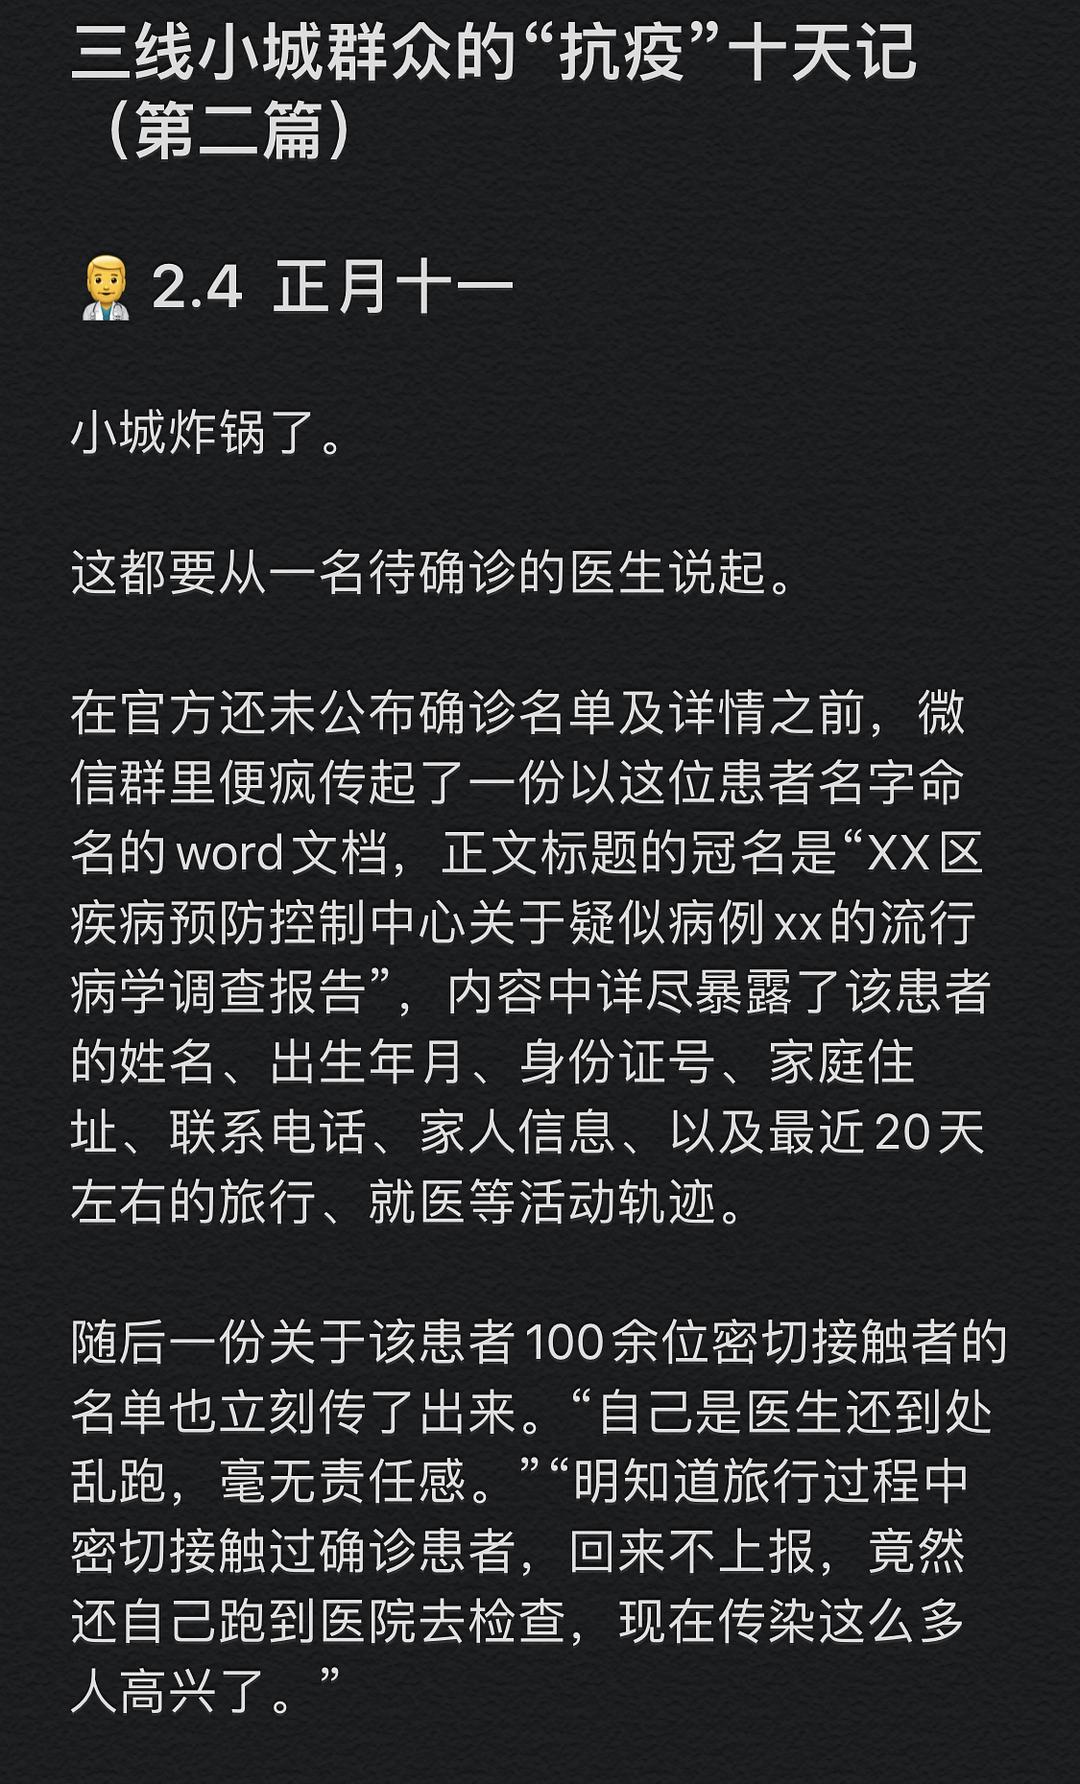 三线小城群众的“抗疫”十天记
（第二篇）
👨‍⚕️ 2.4 正月十一
小城炸锅了。
这都要从一名待确诊的医生说起。
在官方还未公布确诊名单及详情之前，微
信群里便疯传起了一份以这位患者名字命
名的word文档，正文标题的冠名是“XX区
疾病预防控制中心关于疑似病例xx的流行
病学调查报告”，内容中详尽暴露了该患者
的姓名、出生年月、身份证号、家庭住
址、联系电话、家人信息、以及最近20天
左右的旅行、就医等活动轨迹。
随后一份关于该患者100余位密切接触者的
名单也立刻传了出来。“自己是医生还到处
乱跑，毫无责任感。”“明知道旅行过程中
密切接触过确诊患者，回来不上报，竟然
还自己跑到医院去检查，现在传染这么多
人高兴了。”